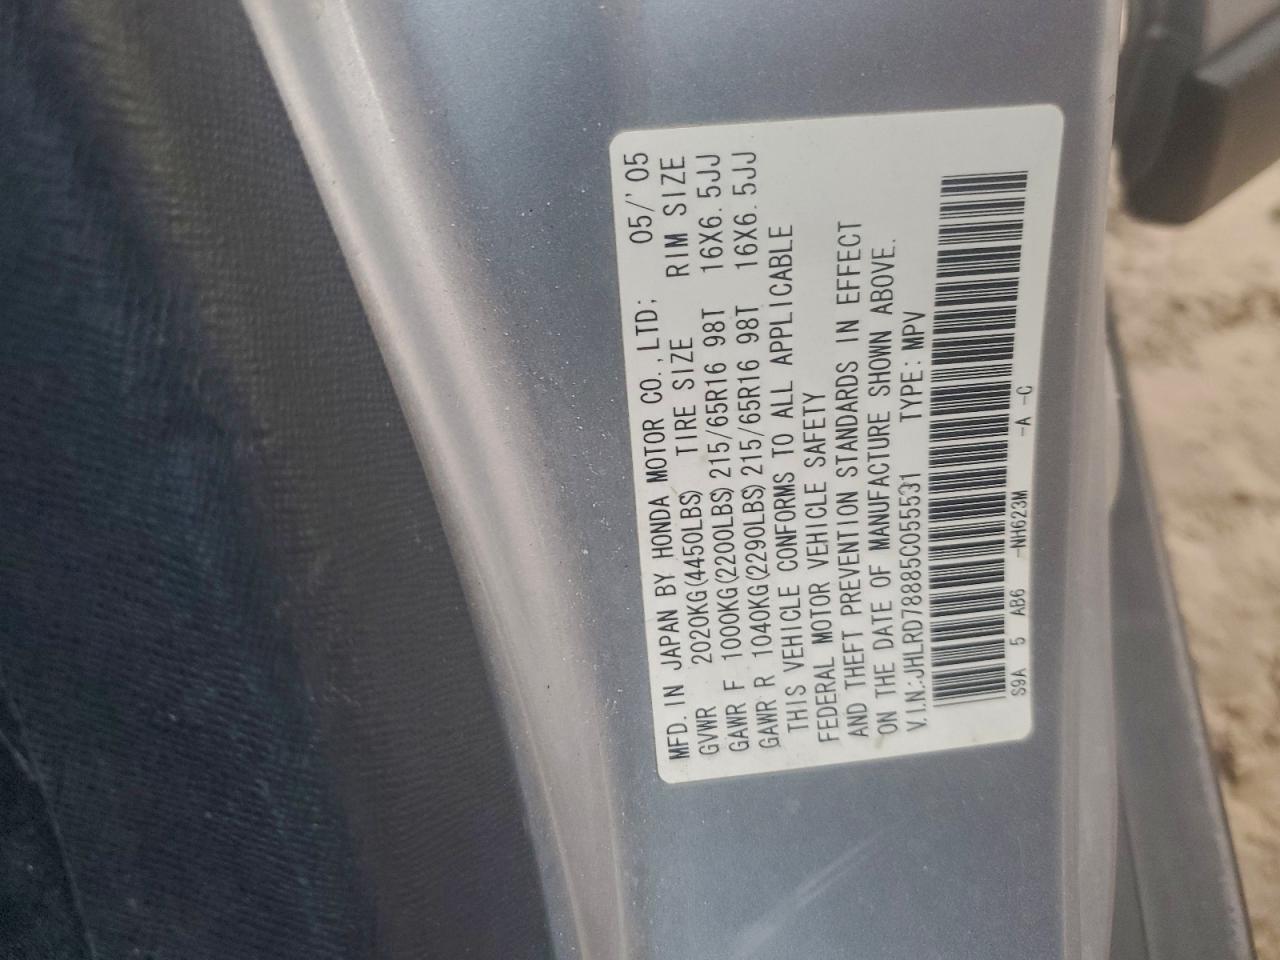 MFD. IN JAPAN BY HONDA MOTOR CO., LTD; 05/'05
GVWR 2020KG(4450LBS) TIRE SIZE RIM SIZE
GAWR F 1000KG(2200LBS) 215/65R16 98T 16X6.5JJ
GAWR R 1040KG(2290LBS) 215/65R16 98T 16X6.5JJ
THIS VEHICLE CONFORMS TO ALL APPLICABLE
FEDERAL MOTOR VEHICLE SAFETY
AND THEFT PREVENTION STANDARDS IN EFFECT
ON THE DATE OF MANUFACTURE SHOWN ABOVE.
V.I.N.:JHLRD78885C055531 TYPE: MPV
S9A 5 AB6 -NH623M -A -C